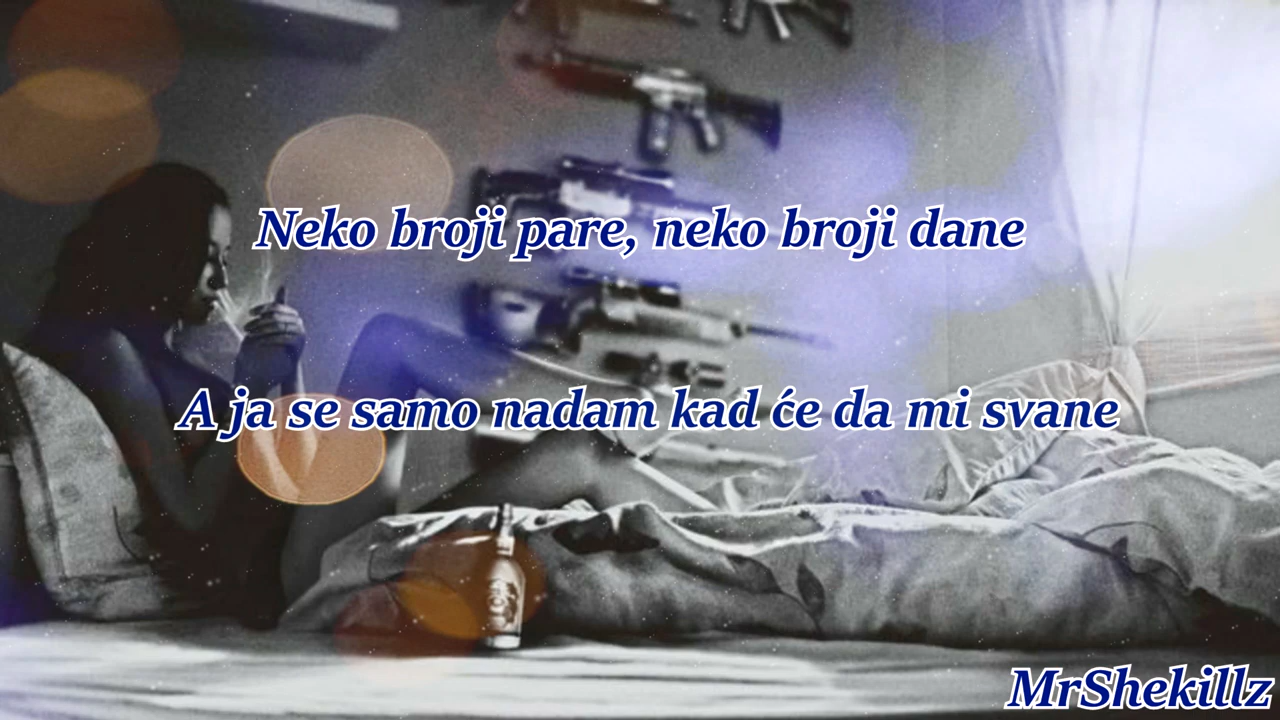 Neko broji pare, neko broji dane
A ja se samo nadam kad će da mi svane
MrShekillz